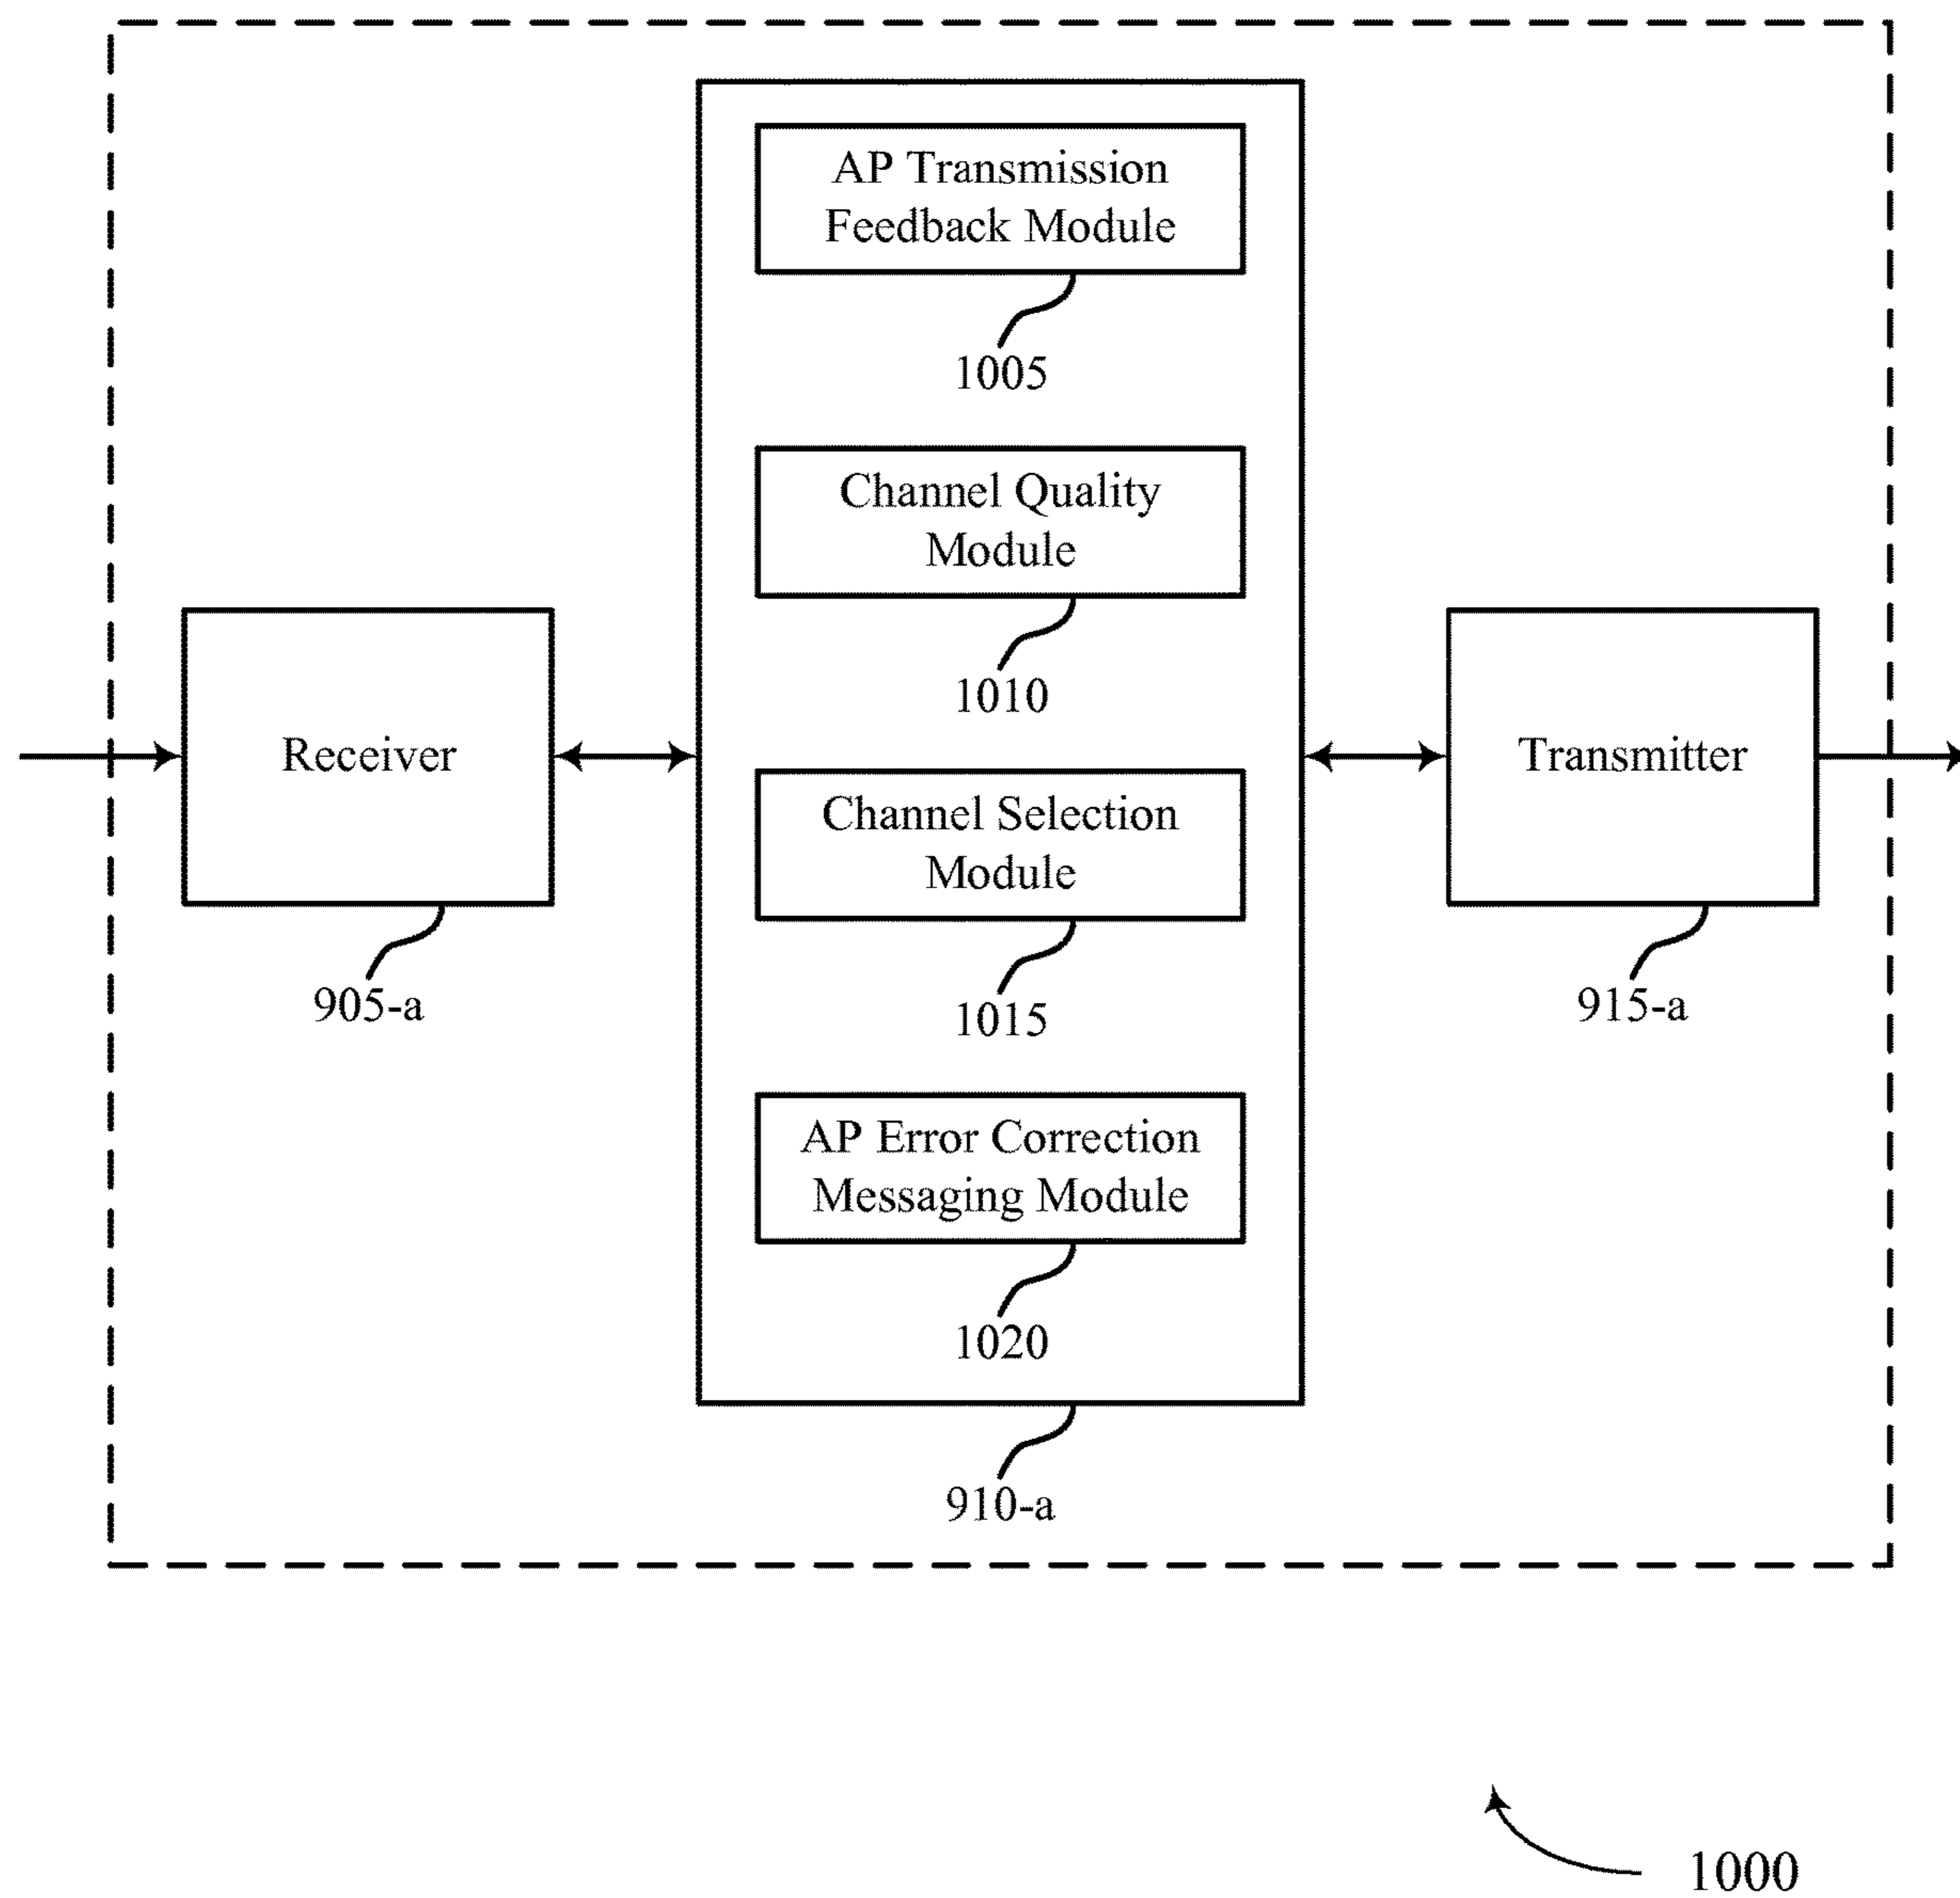 AP Transmission
Feedback Module
1005
Channel Quality
Module
1010
Receiver
905-a
Channel Selection
Module
1015
Transmitter
915-a
AP Error Correction
Messaging Module
1020
910-a
1000